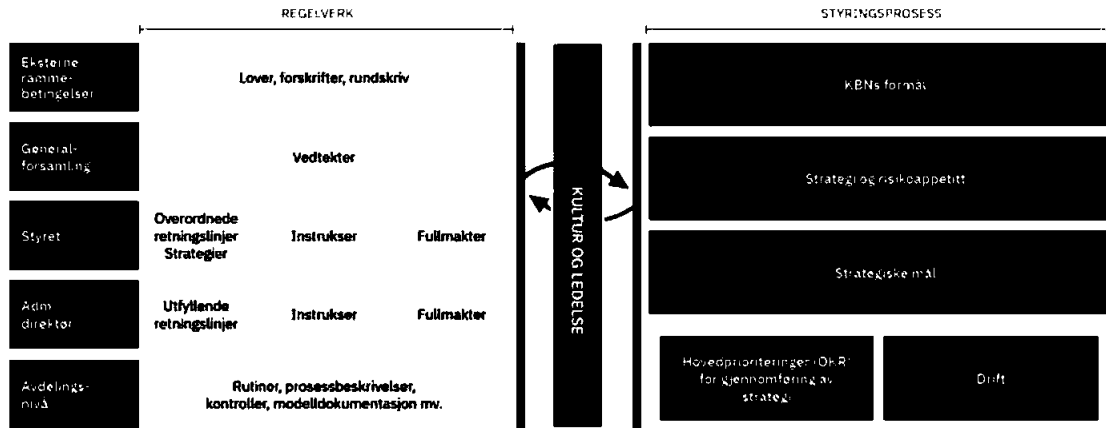 REGELVERK
STYRINGSPROSESS
Eksterne
ramme-
betingelser
Lover, forskrifter, rundskriv
General-
forsamling
Vedtekter
Styret
Overordnede
retningslinjer
Strategier
Instrukser
Fullmakter
Adm
direktør
Utfyllende
retningslinjer
Instrukser
Fullmakter
Avdelings-
nivå
Rutiner, prosessbeskrivelser,
kontroller, modelldokumentasjon mv.
KULTUR OG LEDELSE
KBNs formål
Strategi og risikoappetitt
Strategiske mål
Hovedprioriteringer (OKR)
for gjennomføring av
strategi
Drift